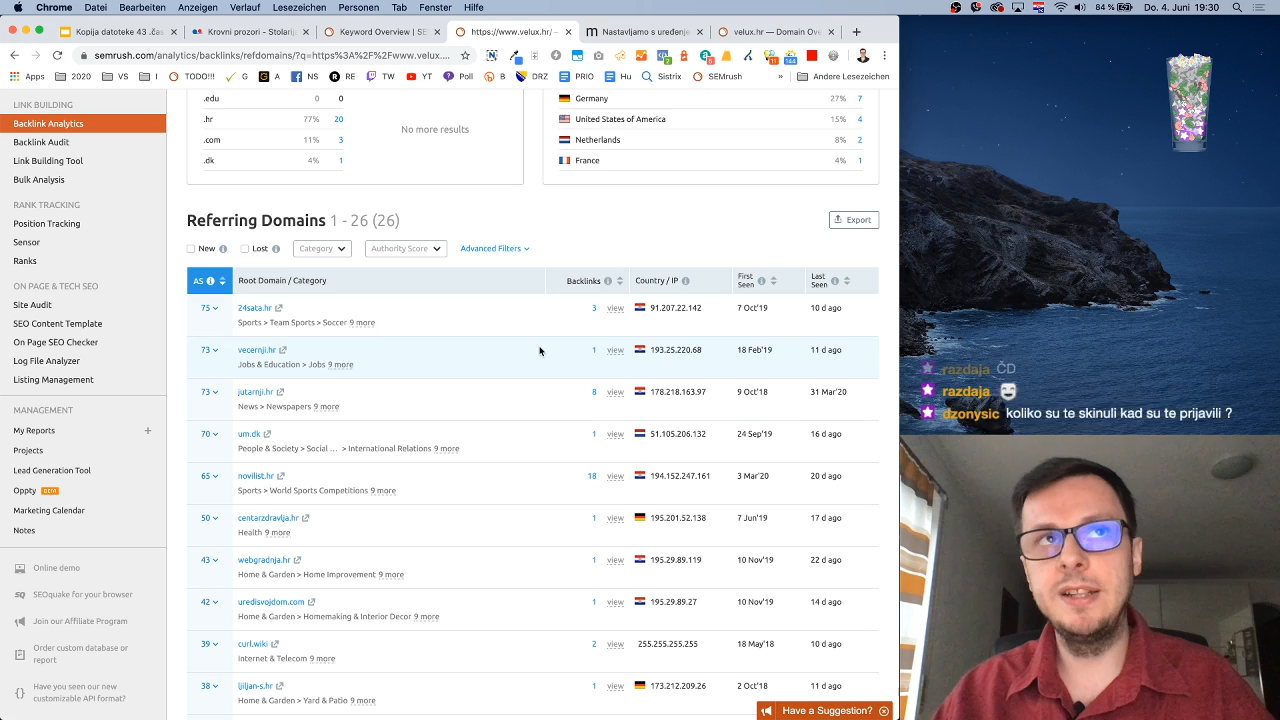 Chrome Datei Bearbeiten Anzeigen Verlauf Lesezeichen Personen Tab Fenster Hilfe
84 % Do. 4. Juni 19:30
Kopija datoteke 43 .čav
Krovni prozori - Stolarija
Keyword Overview | SE
https://www.velux.hr/ –
Nastavljamo s uređenje
velux.hr — Domain Ove
semrush.com/analytics/backlinks/refdomains/?q=https%3A%2F%2Fwww.velux....
Apps 2020 VS I TODO!!! G A NS RE TW YT Poll B DRZ PRIO Hu Sistrix SEMrush » Andere Lesezeichen
LINK BUILDING
Backlink Analytics
Backlink Audit
Link Building Tool
Bulk Analysis
RANK TRACKING
Position Tracking
Sensor
Ranks
ON PAGE & TECH SEO
Site Audit
SEO Content Template
On Page SEO Checker
Log File Analyzer
Listing Management
MANAGEMENT
My Reports +
Projects
Lead Generation Tool
Oppty BETA
Marketing Calendar
Notes
Online demo
SEOquake for your browser
Join our Affiliate Program
Order custom database or
report
Have you seen our new
customizable API format?
.edu 0 0
.hr 77% 20
.com 11% 3
.dk 4% 1
No more results
Germany 27% 7
United States of America 15% 4
Netherlands 8% 2
France 4% 1
Referring Domains 1 - 26 (26)
Export
New Lost Category Authority Score Advanced Filters
AS Root Domain / Category Backlinks Country / IP First Seen Last Seen
75 24sata.hr 3 view 91.207.22.142 7 Oct'19 10 d ago
Sports > Team Sports > Soccer 9 more
73 vecernji.hr 1 view 193.25.220.68 18 Feb'19 11 d ago
Jobs & Education > Jobs 9 more
73 jutarnji.hr 8 view 178.218.163.97 9 Oct'18 31 Mar'20
News > Newspapers 9 more
70 um.dk 1 view 51.105.206.132 24 Sep'19 16 d ago
People & Society > Social ... > International Relations 9 more
65 novilist.hr 18 view 194.152.247.161 3 Mar'20 20 d ago
Sports > World Sports Competitions 9 more
50 centarzdravlja.hr 1 view 195.201.52.138 7 Jun'19 17 d ago
Health 9 more
43 webgradnja.hr 1 view 195.29.89.119 10 Nov'19 22 d ago
Home & Garden > Home Improvement 9 more
42 uredisvojdom.com 1 view 195.29.89.27 10 Nov'19 14 d ago
Home & Garden > Homemaking & Interior Decor 9 more
39 curl.wiki 2 view 255.255.255.255 18 May'18 10 d ago
Internet & Telecom 9 more
38 ljiljan-s.hr 1 view 173.212.209.26 2 Oct'18 11 d ago
Home & Garden > Yard & Patio 9 more
Have a Suggestion?
razdaja ČD
razdaja
dzonysic koliko su te skinuli kad su te prijavili ?